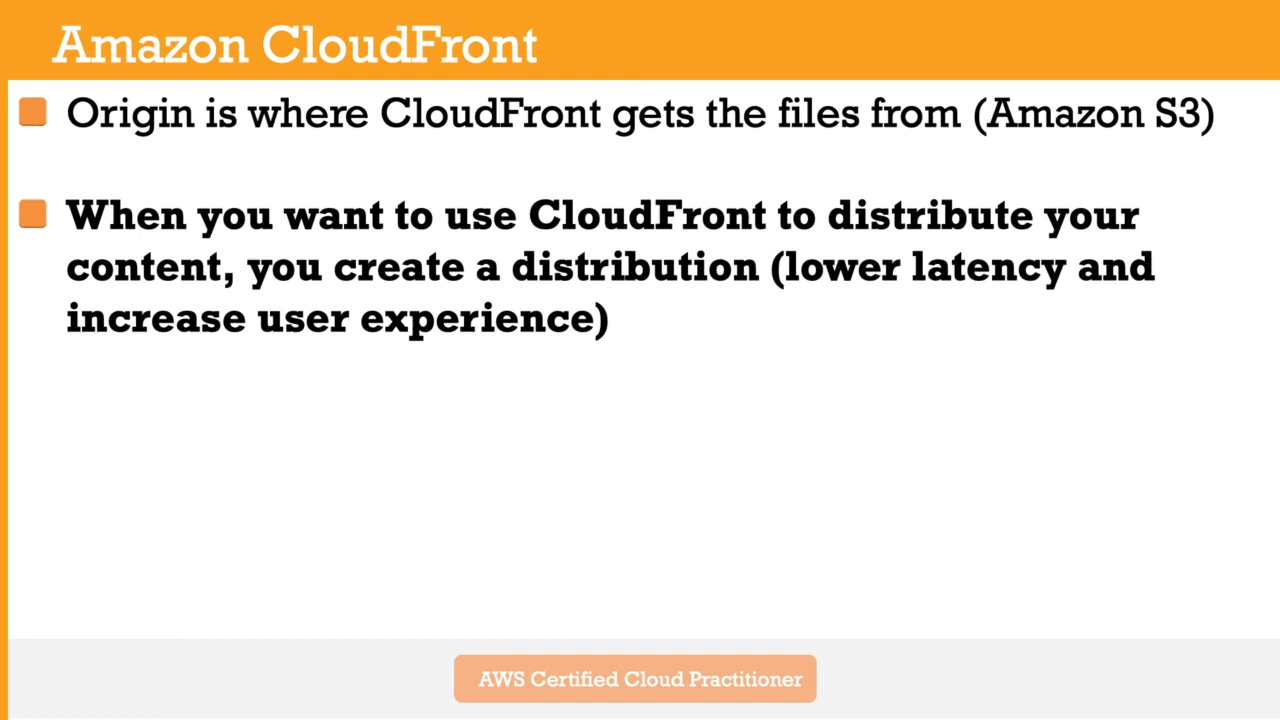 Amazon CloudFront
Origin is where CloudFront gets the files from (Amazon S3)
When you want to use CloudFront to distribute your
content, you create a distribution (lower latency and
increase user experience)
AWS Certified Cloud Practitioner